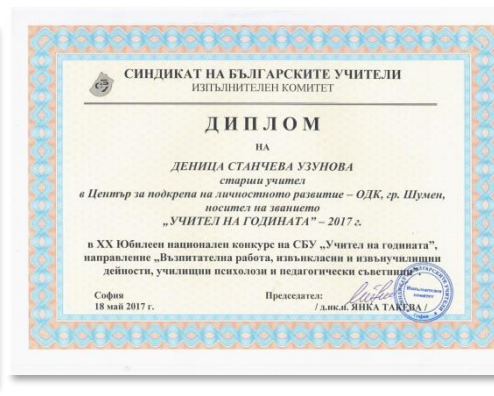 СИНДИКАТ НА БЪЛГАРСКИТЕ УЧИТЕЛИ
ИЗПЪЛНИТЕЛЕН КОМИТЕТ
ДИПЛОМ
НА
ДЕНИЦА СТАНЧЕВА УЗУНОВА
старши учител
в Център за подкрепа на личностното развитие – ОДК, гр. Шумен,
носител на званието
„УЧИТЕЛ НА ГОДИНАТА” – 2017 г.
в XX Юбилеен национален конкурс на СБУ „Учител на годината”,
направление „Възпитателна работа, извънкласни и извънучилищни
дейности, училищни психолози и педагогически съветници”
София
18 май 2017 г.
Председател:
/ д.ик.н. ЯНКА ТАКЕВА /